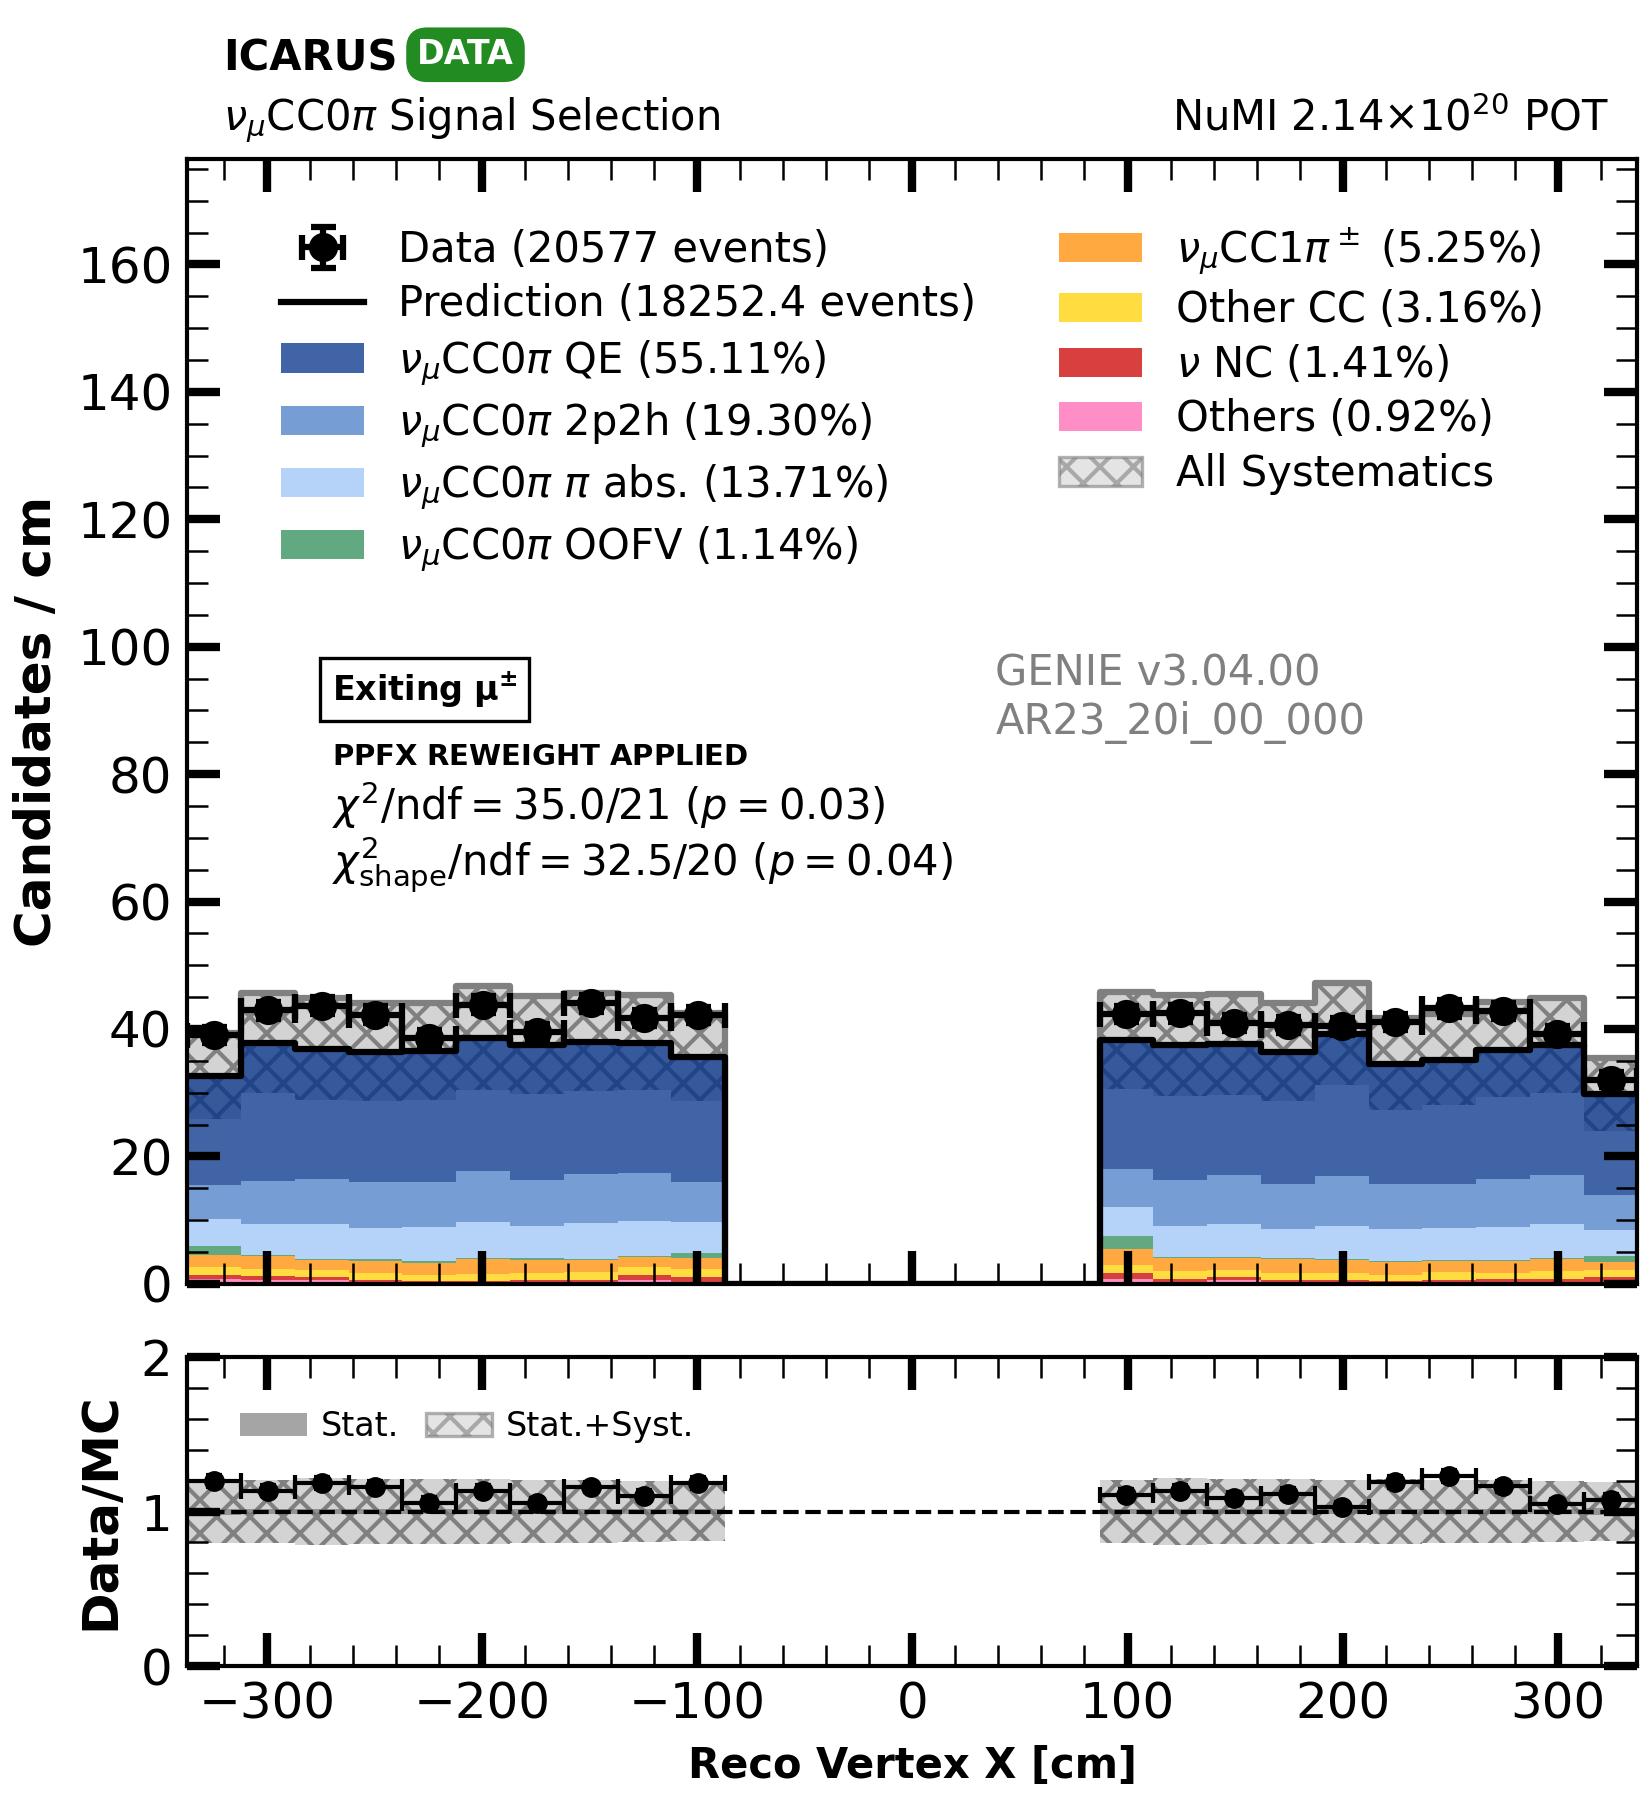 ICARUS DATA
νμCC0π Signal Selection
NuMI 2.14×10²⁰ POT
Data (20577 events)
Prediction (18252.4 events)
νμCC0π QE (55.11%)
νμCC0π 2p2h (19.30%)
νμCC0π π abs. (13.71%)
νμCC0π OOFV (1.14%)
νμCC1π± (5.25%)
Other CC (3.16%)
ν NC (1.41%)
Others (0.92%)
All Systematics
Exiting μ±
PPFX REWEIGHT APPLIED
χ²/ndf = 35.0/21 (p = 0.03)
χ²shape/ndf = 32.5/20 (p = 0.04)
GENIE v3.04.00
AR23_20i_00_000
Candidates / cm
160
140
120
100
80
60
40
20
0
Data/MC
2
1
0
Stat.
Stat.+Syst.
−300 −200 −100 0 100 200 300
Reco Vertex X [cm]